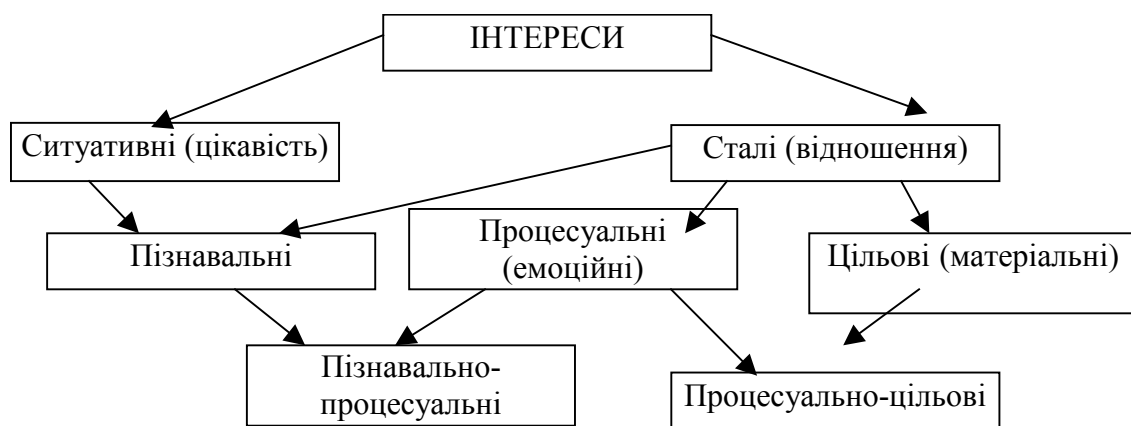 ІНТЕРЕСИ
Ситуативні (цікавість)
Сталі (відношення)
Пізнавальні
Процесуальні
(емоційні)
Цільові (матеріальні)
Пізнавально-
процесуальні
Процесуально-цільові